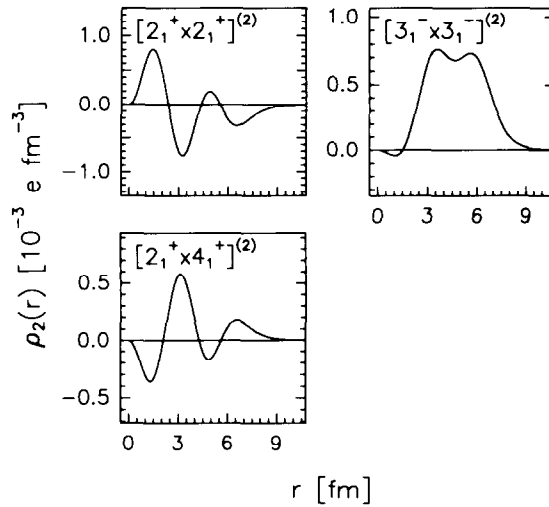 [2₁⁺x2₁⁺]⁽²⁾
[3₁⁻x3₁⁻]⁽²⁾
1.0
0.0
−1.0
1.0
0.5
0.0
0 3 6 9
[2₁⁺x4₁⁺]⁽²⁾
0.5
0.0
−0.5
0 3 6 9
ρ₂(r) [10⁻³ e fm⁻³]
r [fm]